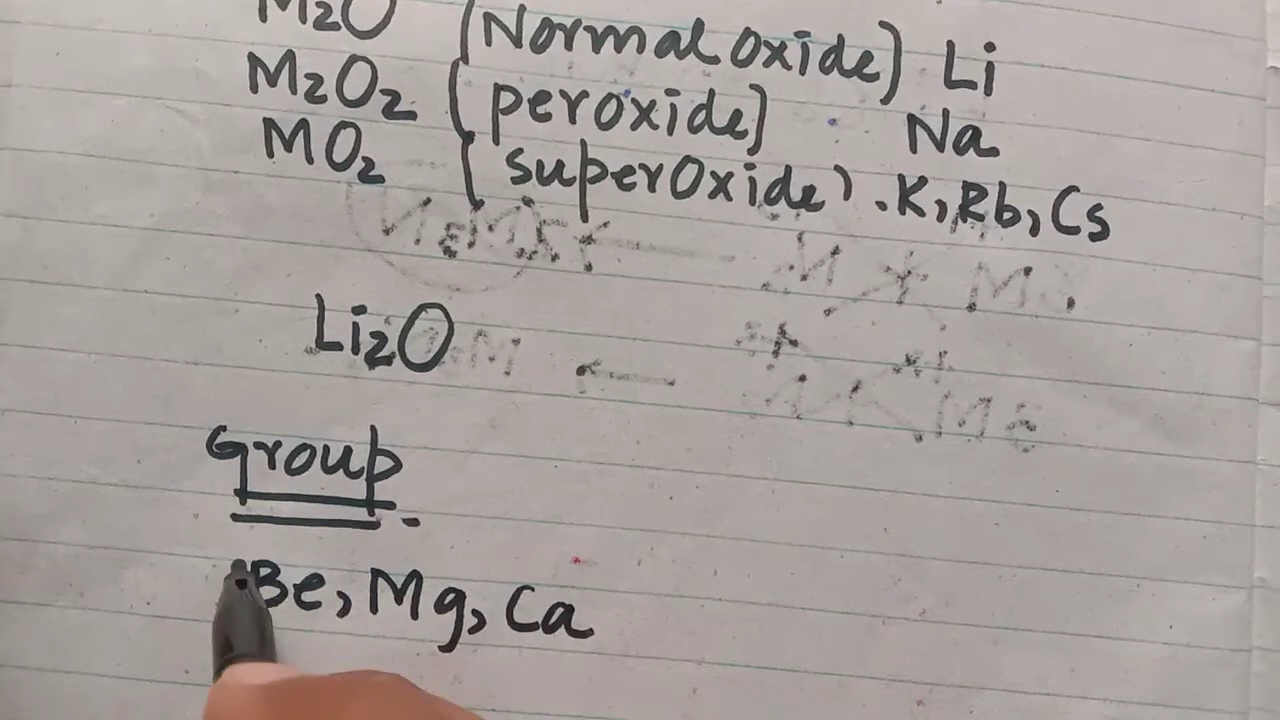 M2O (Normal Oxide) Li
M2O2 (peroxide) Na
MO2 (superOxide) K, Rb, Cs
Li2O
Group
Be, Mg, Ca